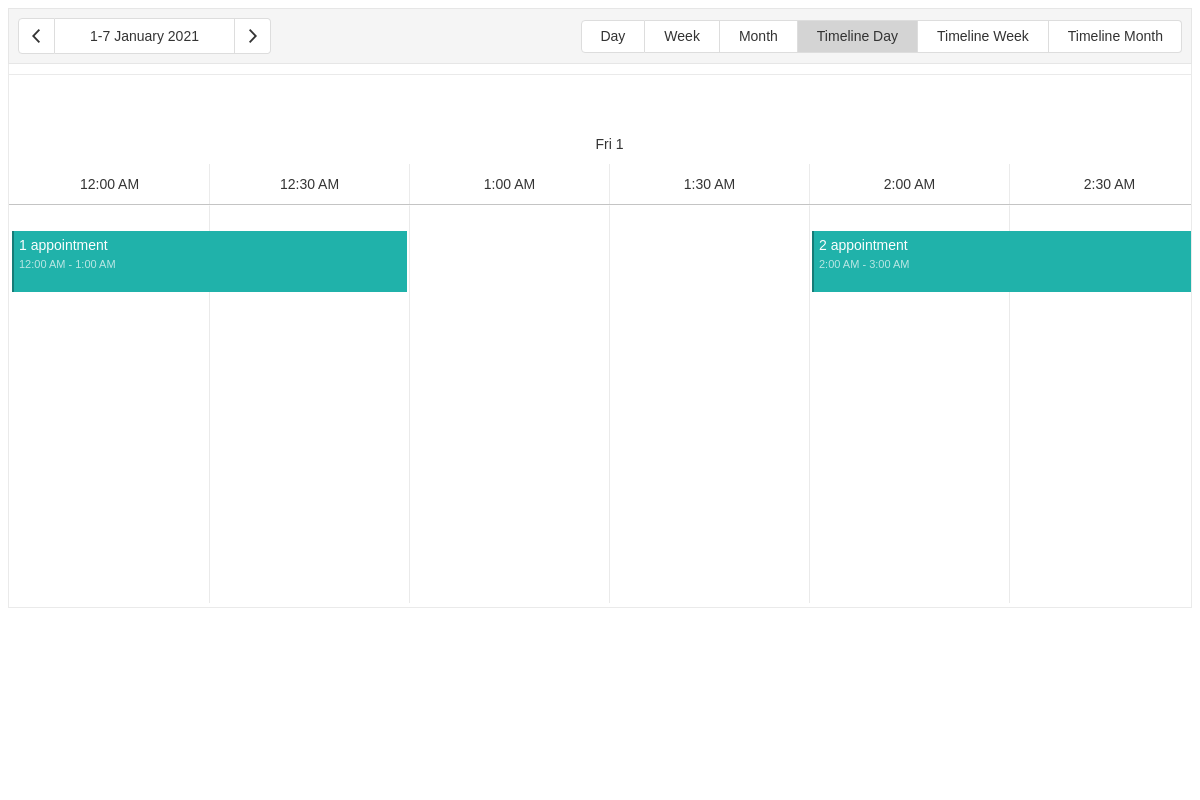 1-7 January 2021
Day Week Month Timeline Day Timeline Week Timeline Month
Fri 1
12:00 AM 12:30 AM 1:00 AM 1:30 AM 2:00 AM 2:30 AM
1 appointment
12:00 AM - 1:00 AM
2 appointment
2:00 AM - 3:00 AM